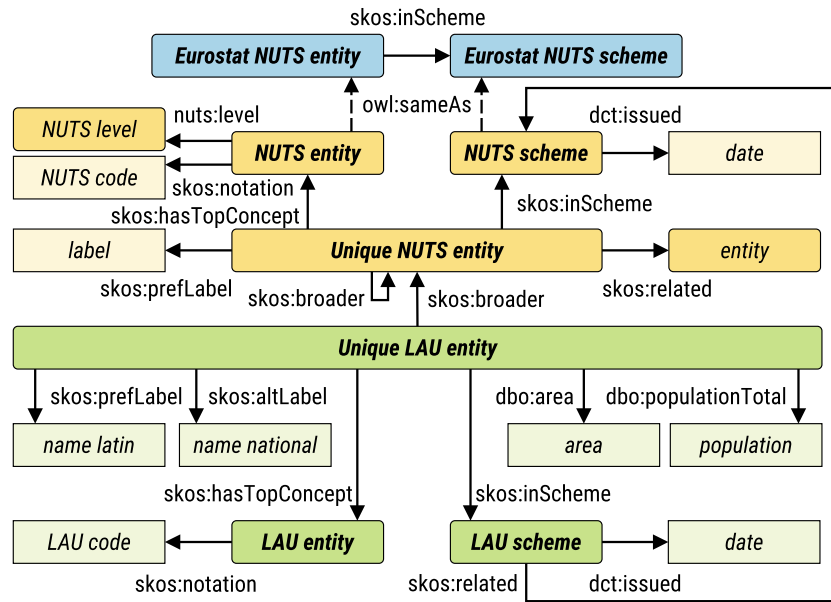 skos:inScheme
Eurostat NUTS entity
Eurostat NUTS scheme
nuts:level
owl:sameAs
dct:issued
NUTS level
NUTS entity
NUTS scheme
date
NUTS code
skos:notation
skos:hasTopConcept
skos:inScheme
label
Unique NUTS entity
entity
skos:prefLabel
skos:broader
skos:broader
skos:related
Unique LAU entity
skos:prefLabel
skos:altLabel
dbo:area
dbo:populationTotal
name latin
name national
area
population
skos:hasTopConcept
skos:inScheme
LAU code
LAU entity
LAU scheme
date
skos:notation
skos:related
dct:issued